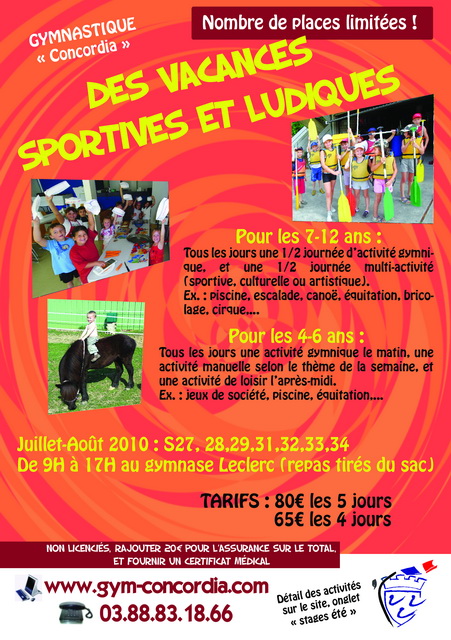 Nombre de places limitées !
GYMNASTIQUE
« Concordia »
DES VACANCES
SPORTIVES ET LUDIQUES
Pour les 7-12 ans :
Tous les jours une 1/2 journée d'activité gymni-
que, et une 1/2 journée multi-activité
(sportive, culturelle ou artistique).
Ex. : piscine, escalade, canoë, équitation, brico-
lage, cirque,...
Pour les 4-6 ans :
Tous les jours une activité gymnique le matin, une
activité manuelle selon le thème de la semaine, et
une activité de loisir l'après-midi.
Ex. : jeux de société, piscine, équitation....
Juillet-Août 2010 : S27, 28,29,31,32,33,34
De 9H à 17H au gymnase Leclerc (repas tirés du sac)
TARIFS : 80€ les 5 jours
65€ les 4 jours
NON LICENCIÉS, RAJOUTER 20€ POUR L'ASSURANCE SUR LE TOTAL,
ET FOURNIR UN CERTIFICAT MÉDICAL
www.gym-concordia.com
03.88.83.18.66
Détail des activités
sur le site, onglet
« stages été »